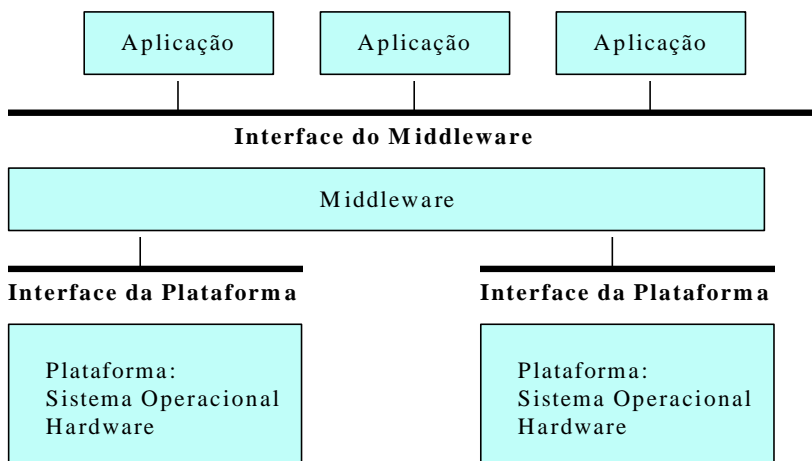 Aplicação Aplicação Aplicação
Interface do Middleware
Middleware
Interface da Plataforma Interface da Plataforma
Plataforma: Plataforma:
Sistema Operacional Sistema Operacional
Hardware Hardware